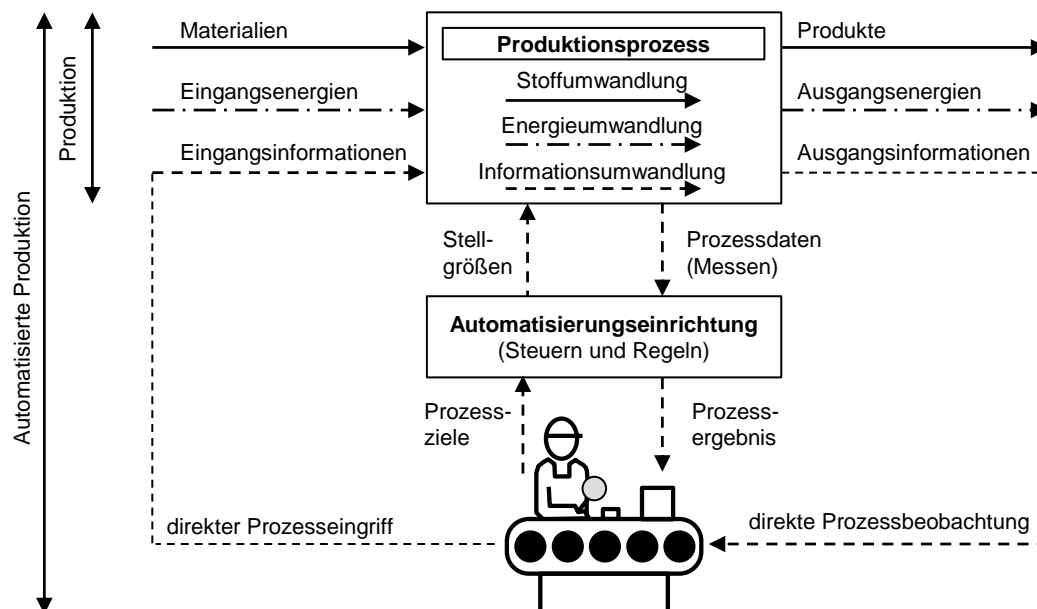 Materialien
Produktionsprozess
Produkte
Stoffumwandlung
Eingangsenergien
Ausgangsenergien
Energieumwandlung
Eingangsinformationen
Ausgangsinformationen
Informationsumwandlung
Produktion
Automatisierte Produktion
Stell-
größen
Prozessdaten
(Messen)
Automatisierungseinrichtung
(Steuern und Regeln)
Prozess-
ziele
Prozess-
ergebnis
direkter Prozesseingriff
direkte Prozessbeobachtung